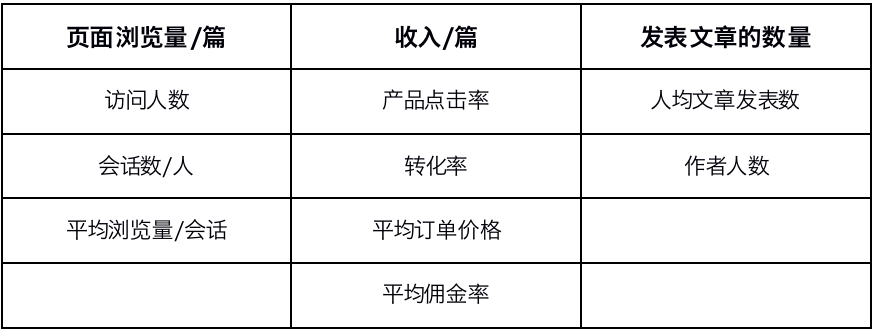 页面浏览量/篇 收入/篇 发表文章的数量
访问人数 产品点击率 人均文章发表数
会话数/人 转化率 作者人数
平均浏览量/会话 平均订单价格
平均佣金率